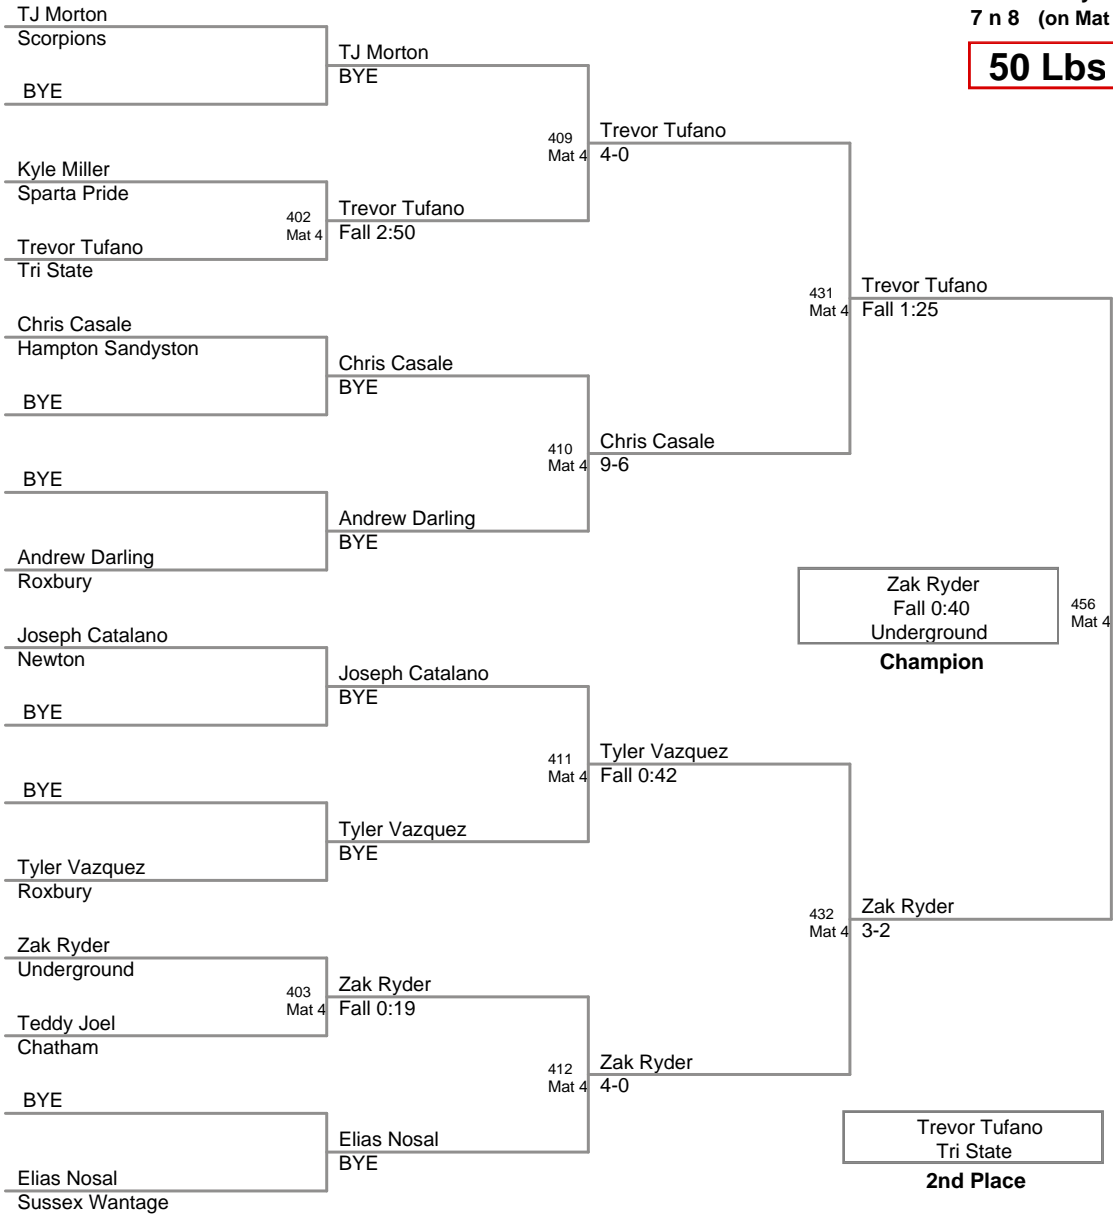 7 n 8 (on Mat
50 Lbs
TJ Morton
Scorpions
BYE
Kyle Miller
Sparta Pride
402
Mat 4
Trevor Tufano
Tri State
Chris Casale
Hampton Sandyston
BYE
BYE
Andrew Darling
Roxbury
Joseph Catalano
Newton
BYE
BYE
Tyler Vazquez
Roxbury
Zak Ryder
Underground
403
Mat 4
Teddy Joel
Chatham
BYE
Elias Nosal
Sussex Wantage
TJ Morton
BYE
409
Mat 4
Trevor Tufano
Fall 2:50
Chris Casale
BYE
410
Mat 4
Andrew Darling
BYE
Joseph Catalano
BYE
411
Mat 4
Tyler Vazquez
BYE
Zak Ryder
Fall 0:19
412
Mat 4
Elias Nosal
BYE
Trevor Tufano
4-0
431
Mat 4
Chris Casale
9-6
Tyler Vazquez
Fall 0:42
432
Mat 4
Zak Ryder
4-0
Trevor Tufano
Fall 1:25
456
Mat 4
Zak Ryder
3-2
Zak Ryder
Fall 0:40
Underground
Champion
Trevor Tufano
Tri State
2nd Place